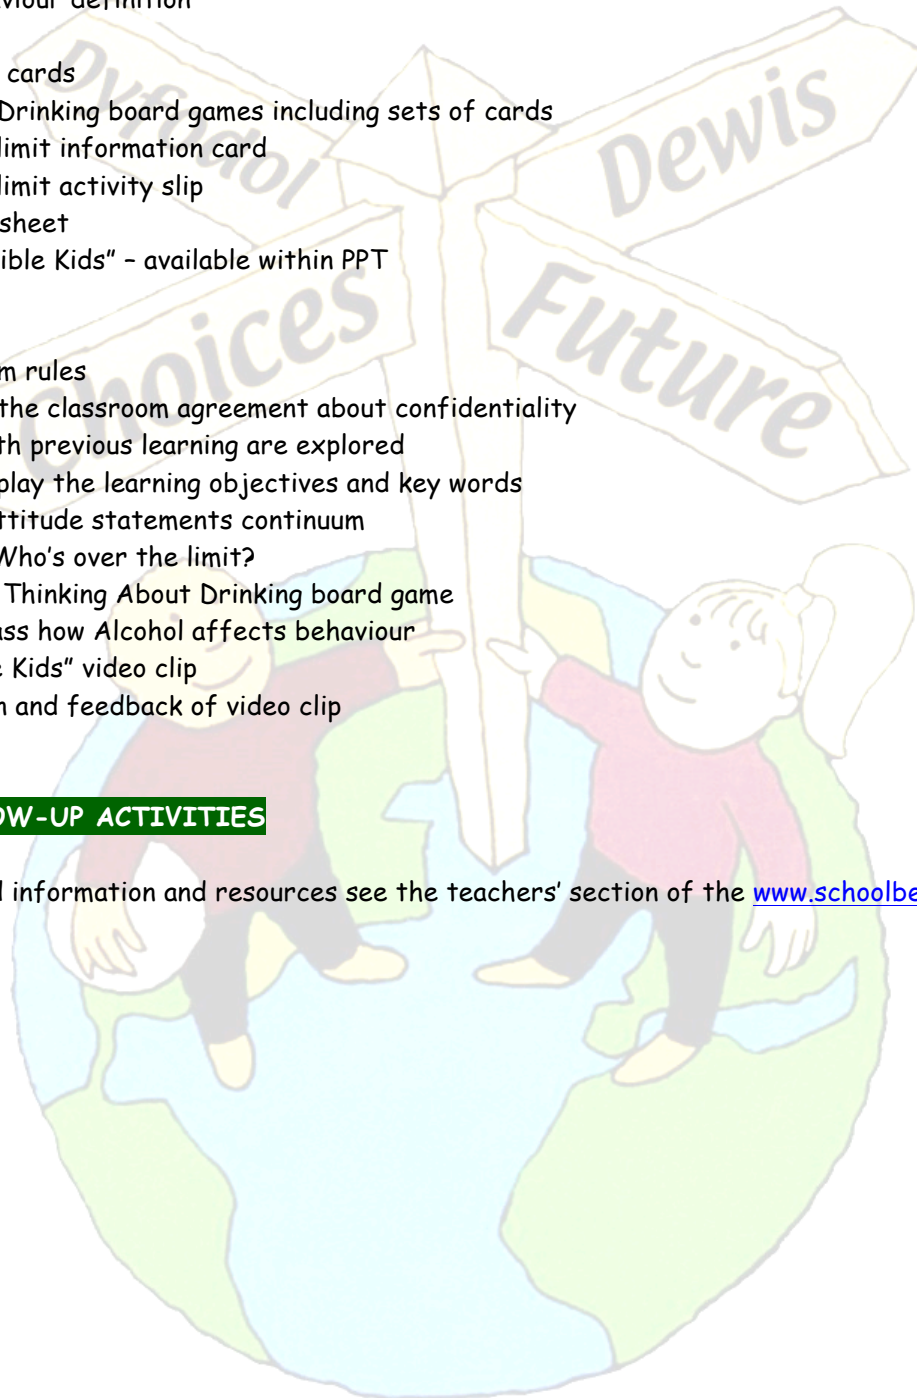 viour definition
cards
Drinking board games including sets of cards
limit information card
limit activity slip
sheet
ible Kids” – available within PPT
m rules
the classroom agreement about confidentiality
th previous learning are explored
play the learning objectives and key words
ttitude statements continuum
Who’s over the limit?
Thinking About Drinking board game
ass how Alcohol affects behaviour
e Kids” video clip
n and feedback of video clip
OW-UP ACTIVITIES
l information and resources see the teachers’ section of the www.schoolbe
Dyfodol
Dewis
Choices
Future